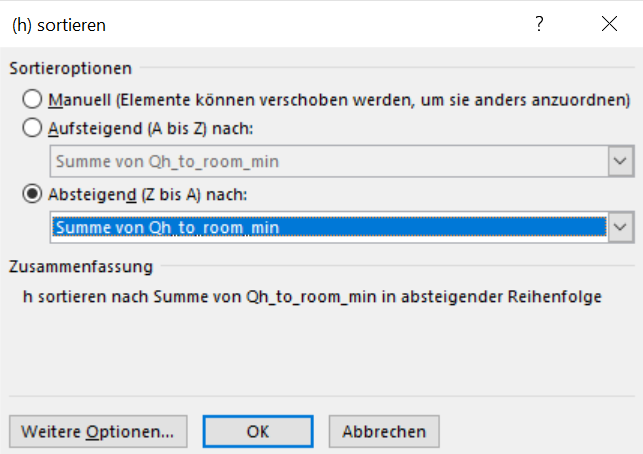 (h) sortieren
?
Sortieroptionen
Manuell (Elemente können verschoben werden, um sie anders anzuordnen)
Aufsteigend (A bis Z) nach:
Summe von Qh_to_room_min
Absteigend (Z bis A) nach:
Summe von Qh_to_room_min
Zusammenfassung
h sortieren nach Summe von Qh_to_room_min in absteigender Reihenfolge
Weitere Optionen... OK Abbrechen